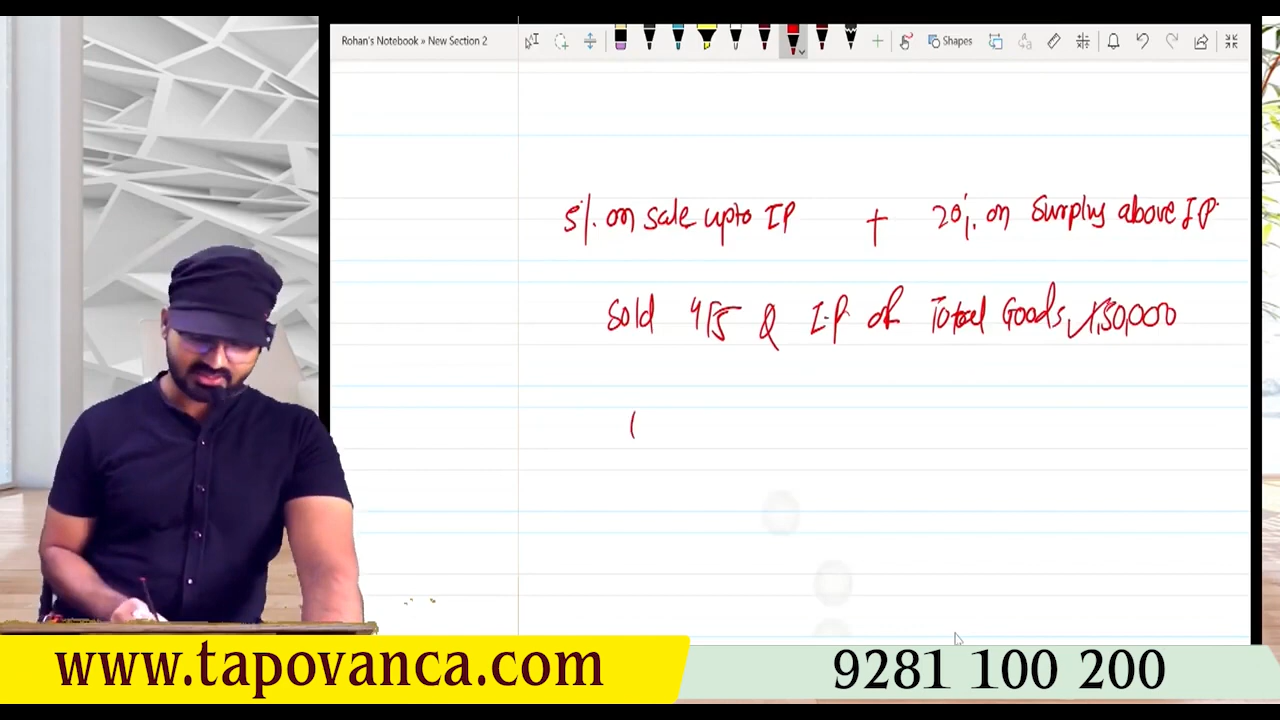 Rohan's Notebook » New Section 2
Shapes
5% on sale upto IP + 20% on Surplus above I.P.
Sold 4/5 & I.P of Total Goods 1,50,000
(
www.tapovanca.com
9281 100 200